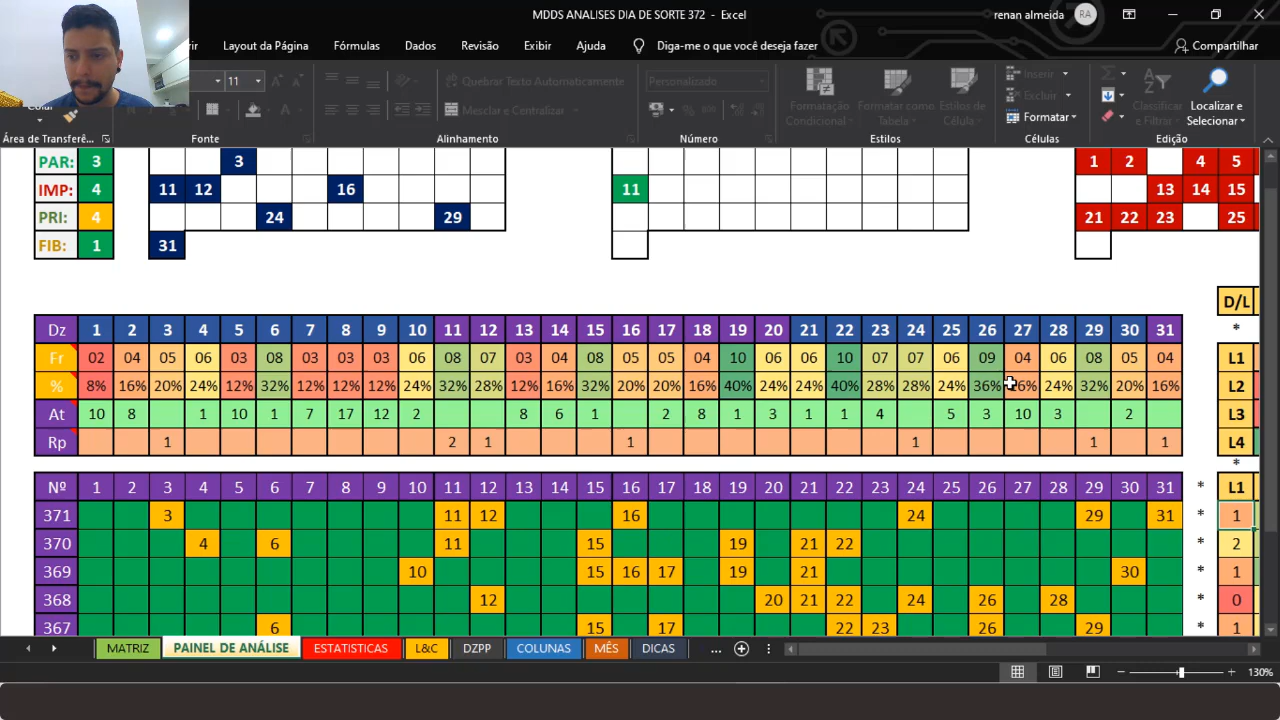 MDDS ANALISES DIA DE SORTE 372 - Excel
renan almeida RA
Layout da Página Fórmulas Dados Revisão Exibir Ajuda Diga-me o que você deseja fazer Compartilhar
11 Quebrar Texto Automaticamente Personalizado Inserir
Mesclar e Centralizar % 000 Formatação Condicional Formatar como Tabela Estilos de Célula Excluir Formatar Classificar e Filtrar Localizar e Selecionar
Área de Transferê... Fonte Alinhamento Número Estilos Células Edição
PAR: 3 3 1 2 4 5
IMP: 4 11 12 16 11 13 14 15
PRI: 4 24 29 21 22 23 25
FIB: 1 31
D/L
Dz 1 2 3 4 5 6 7 8 9 10 11 12 13 14 15 16 17 18 19 20 21 22 23 24 25 26 27 28 29 30 31 *
Fr 02 04 05 06 03 08 03 03 03 06 08 07 03 04 08 05 05 04 10 06 06 10 07 07 06 09 04 06 08 05 04 L1
% 8% 16% 20% 24% 12% 32% 12% 12% 12% 24% 32% 28% 12% 16% 32% 20% 20% 16% 40% 24% 24% 40% 28% 28% 24% 36% 16% 24% 32% 20% 16% L2
At 10 8 1 10 1 7 17 12 2 8 6 1 2 8 1 3 1 1 4 5 3 10 3 2 L3
Rp 1 2 1 1 1 1 1 L4
*
Nº 1 2 3 4 5 6 7 8 9 10 11 12 13 14 15 16 17 18 19 20 21 22 23 24 25 26 27 28 29 30 31 * L1
371 3 11 12 16 24 29 31 * 1
370 4 6 11 15 19 21 22 * 2
369 10 15 16 17 19 21 30 * 1
368 12 20 21 22 24 26 28 * 0
367 6 15 17 22 23 26 29 * 1
MATRIZ PAINEL DE ANÁLISE ESTATISTICAS L&C DZPP COLUNAS MÊS DICAS ...
130%